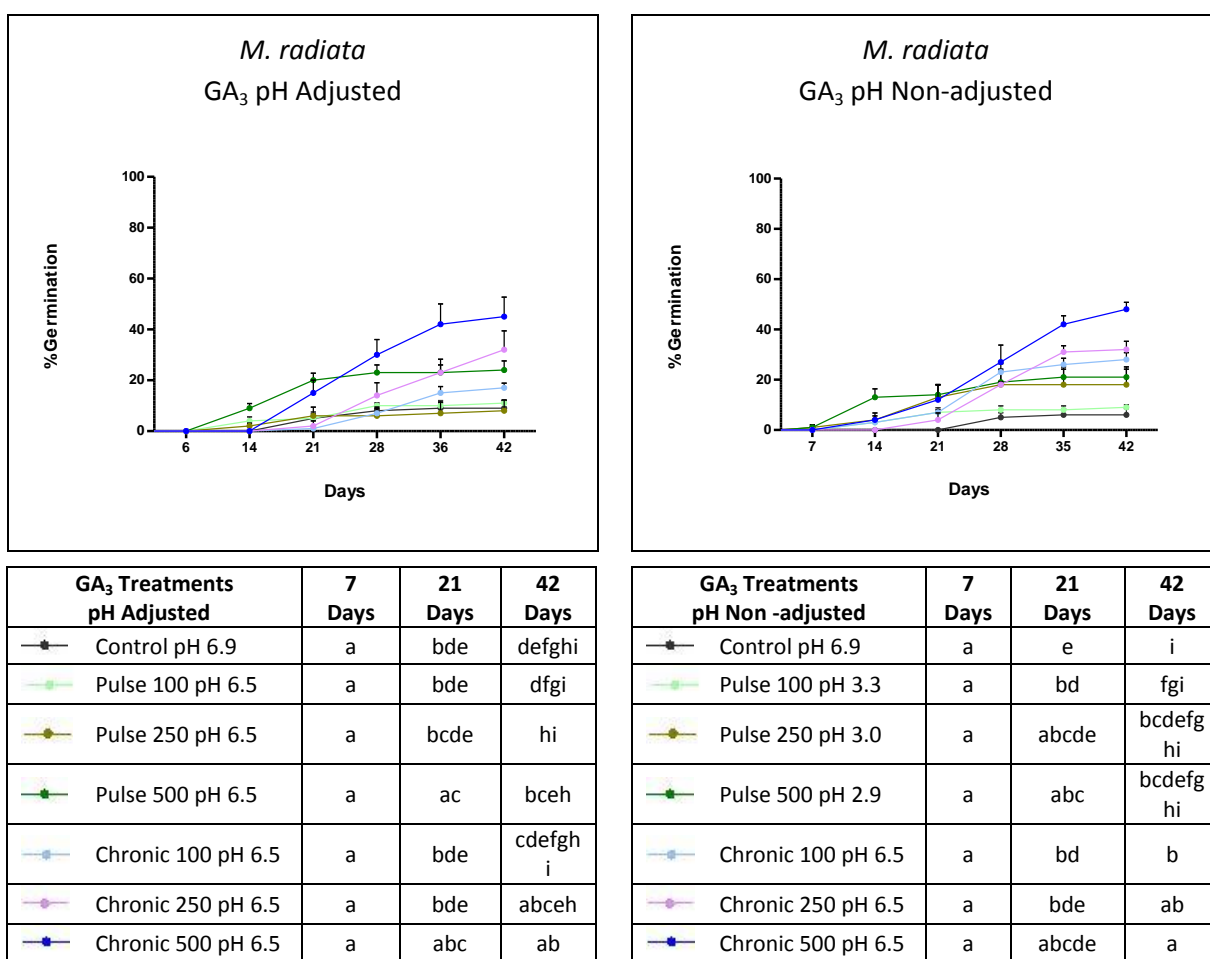 M. radiata
GA₃ pH Adjusted
100
80
60
40
20
0
%Germination
6 14 21 28 36 42
Days
M. radiata
GA₃ pH Non-adjusted
100
80
60
40
20
0
%Germination
7 14 21 28 35 42
Days
GA₃ Treatments 7 21 42
pH Adjusted Days Days Days
Control pH 6.9 a bde defghi
Pulse 100 pH 6.5 a bde dfgi
Pulse 250 pH 6.5 a bcde hi
Pulse 500 pH 6.5 a ac bceh
Chronic 100 pH 6.5 a bde cdefgh
i
Chronic 250 pH 6.5 a bde abceh
Chronic 500 pH 6.5 a abc ab
GA₃ Treatments 7 21 42
pH Non -adjusted Days Days Days
Control pH 6.9 a e i
Pulse 100 pH 3.3 a bd fgi
Pulse 250 pH 3.0 a abcde bcdefg
hi
Pulse 500 pH 2.9 a abc bcdefg
hi
Chronic 100 pH 6.5 a bd b
Chronic 250 pH 6.5 a bde ab
Chronic 500 pH 6.5 a abcde a